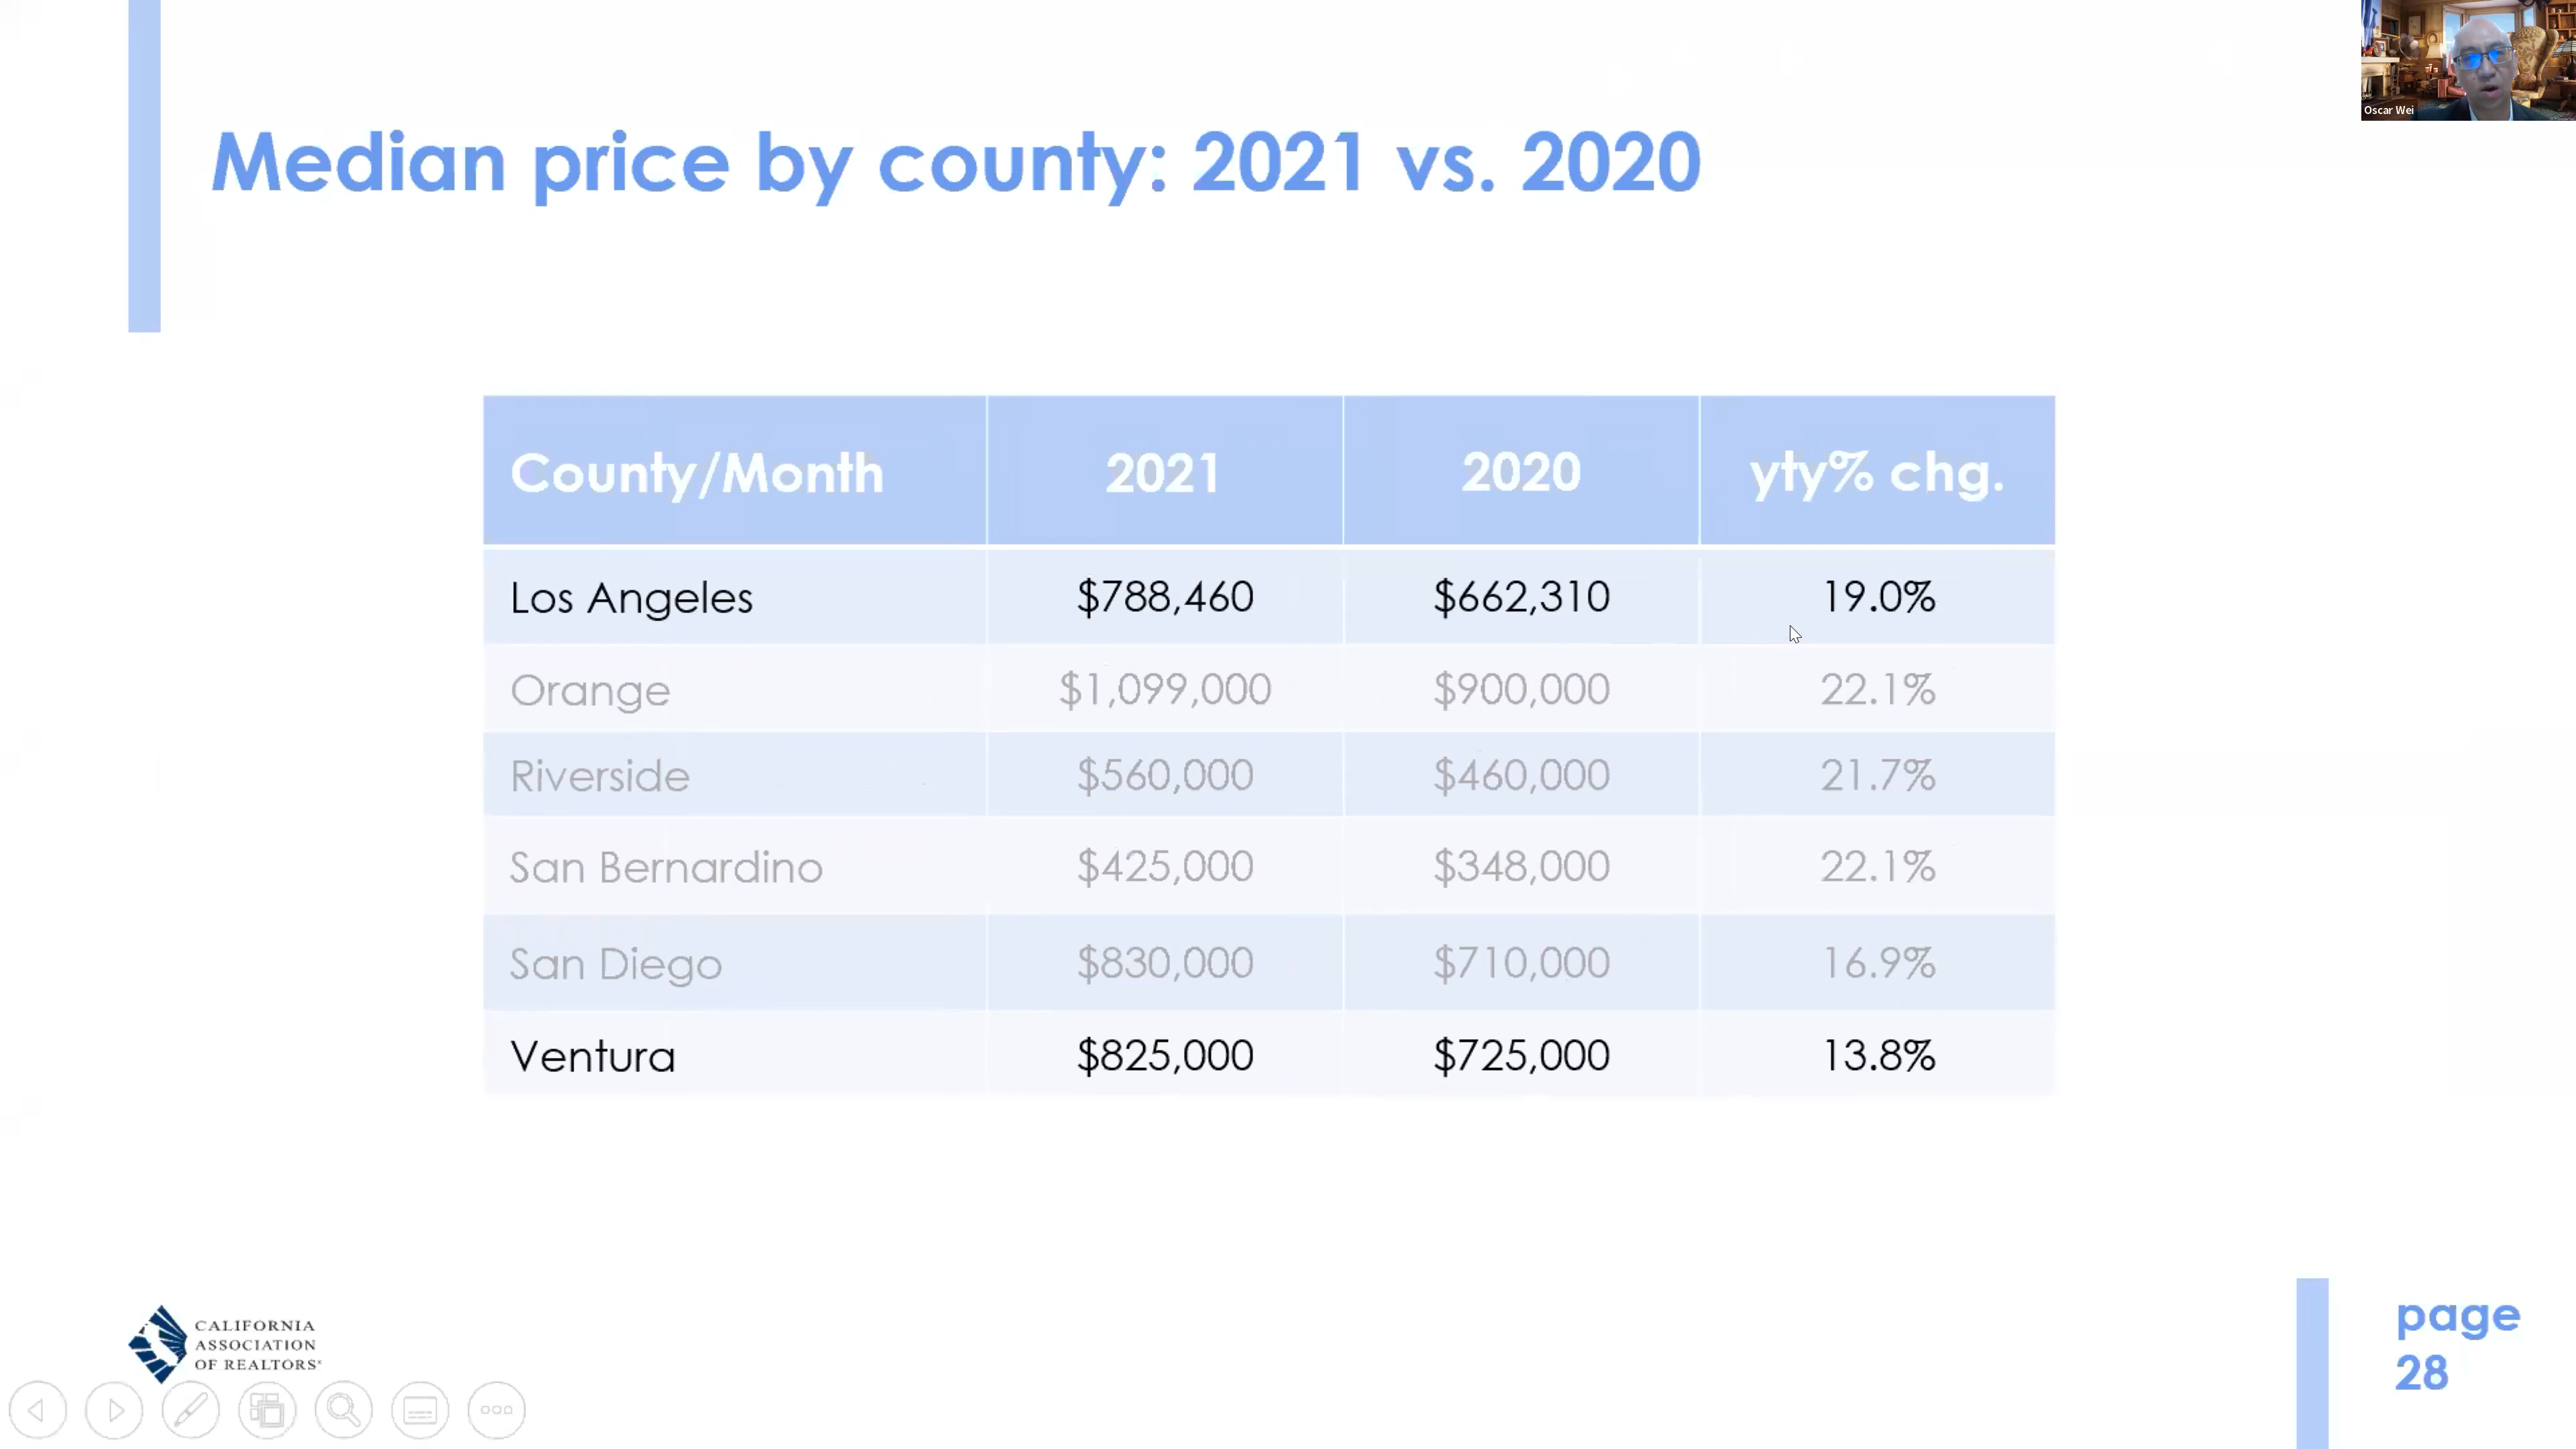 Oscar Wei
Median price by county: 2021 vs. 2020
County/Month 2021 2020 yty% chg.
Los Angeles $788,460 $662,310 19.0%
Orange $1,099,000 $900,000 22.1%
Riverside $560,000 $460,000 21.7%
San Bernardino $425,000 $348,000 22.1%
San Diego $830,000 $710,000 16.9%
Ventura $825,000 $725,000 13.8%
CALIFORNIA
ASSOCIATION
OF REALTORS®
page
28